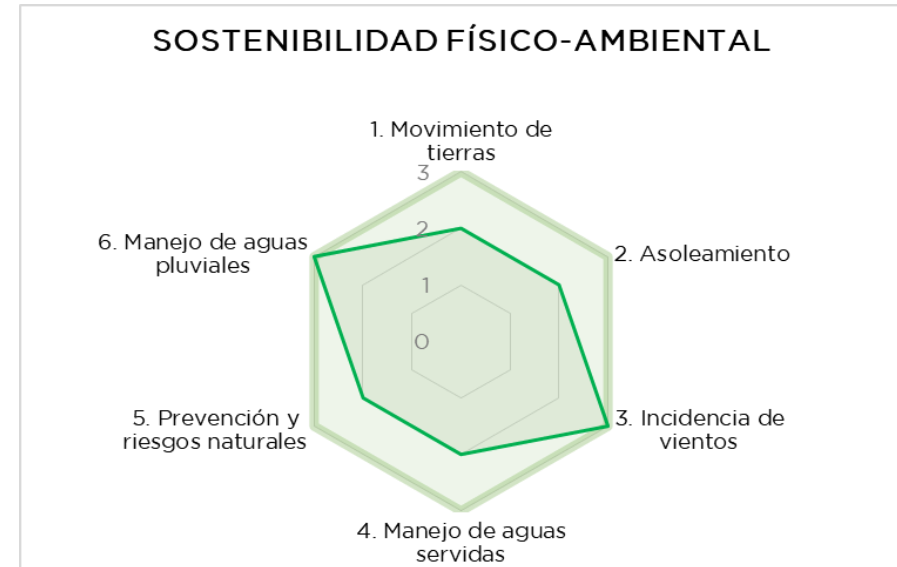 SOSTENIBILIDAD FÍSICO-AMBIENTAL
1. Movimiento de
tierras
3
2
1
0
2. Asoleamiento
3. Incidencia de
vientos
4. Manejo de aguas
servidas
5. Prevención y
riesgos naturales
6. Manejo de aguas
pluviales